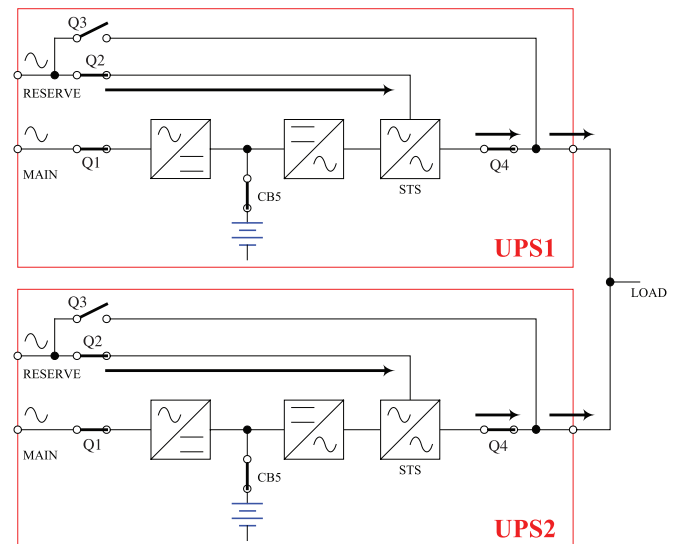 Q3
Q2
RESERVE
MAIN
Q1
CB5
STS
Q4
UPS1
LOAD
Q3
Q2
RESERVE
MAIN
Q1
CB5
STS
Q4
UPS2